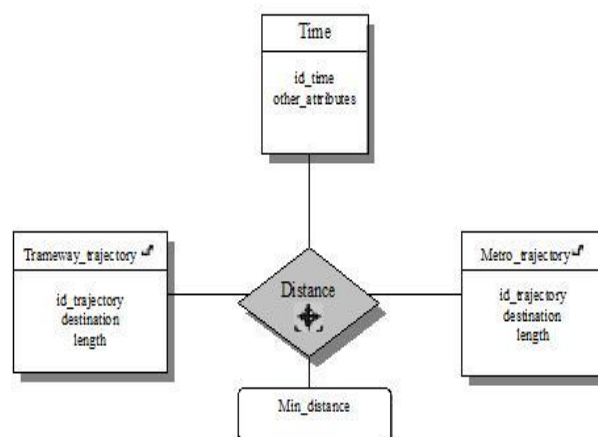 Time
id_time
other_attributes
Trameway_trajectory
id_trajectory
destination
length
Distance
Metro_trajectory
id_trajectory
destination
length
Min_distance